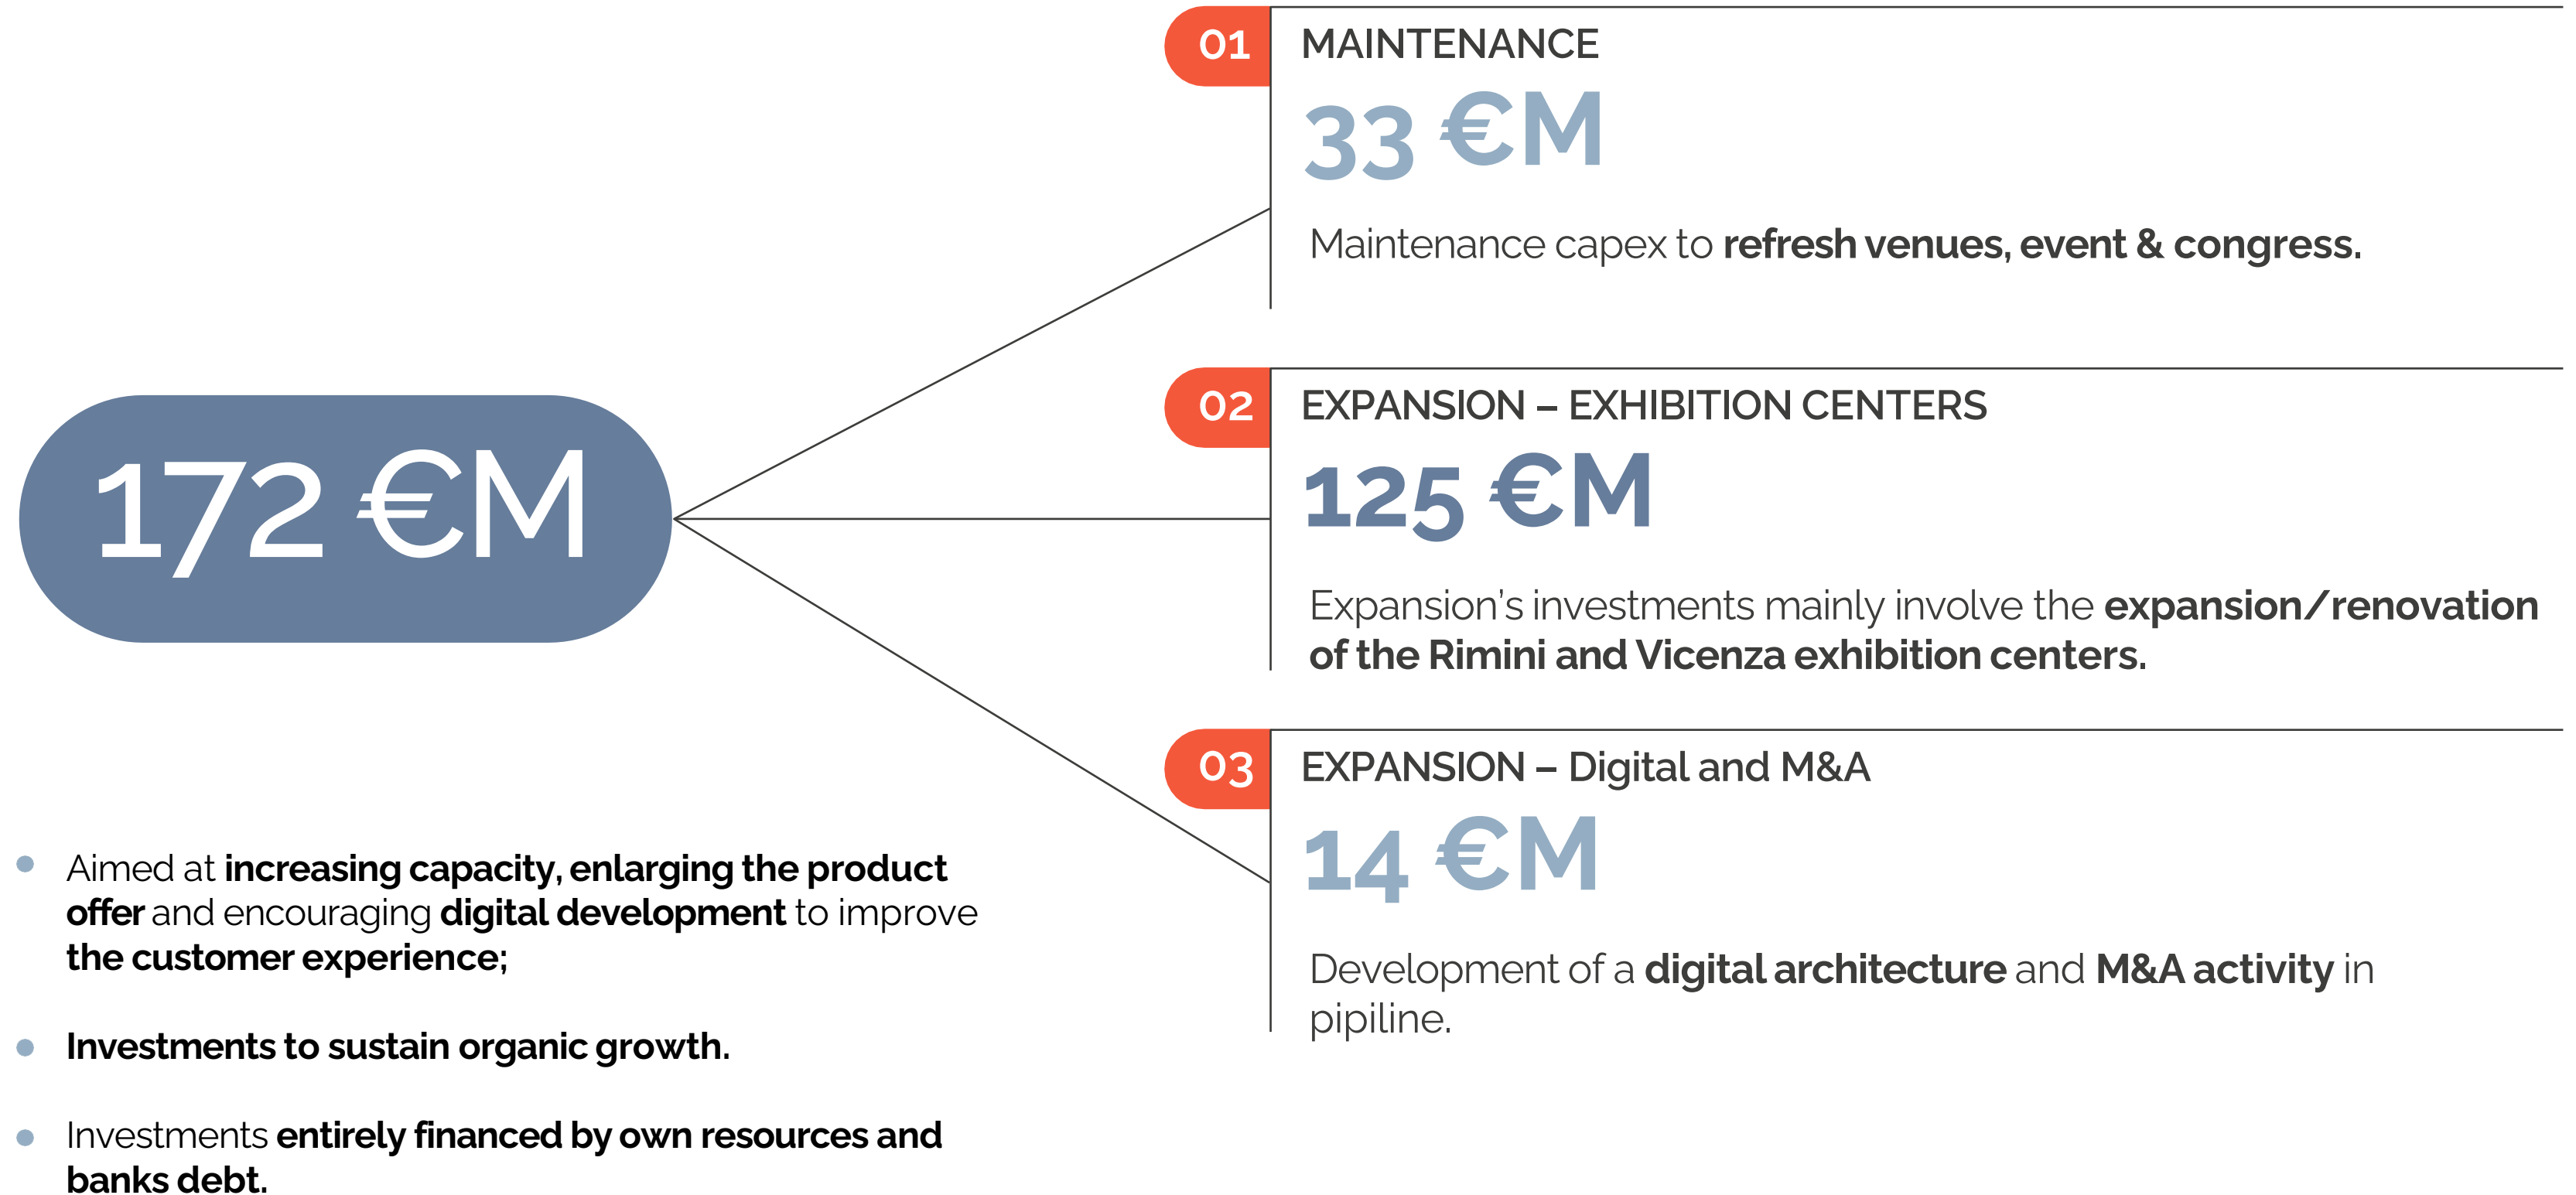 172 €M
Aimed at increasing capacity, enlarging the product
offer and encouraging digital development to improve
the customer experience;
Investments to sustain organic growth.
Investments entirely financed by own resources and
banks debt.
01
MAINTENANCE
33 €M
Maintenance capex to refresh venues, event & congress.
02
EXPANSION – EXHIBITION CENTERS
125 €M
Expansion’s investments mainly involve the expansion/renovation
of the Rimini and Vicenza exhibition centers.
03
EXPANSION – Digital and M&A
14 €M
Development of a digital architecture and M&A activity in
pipiline.